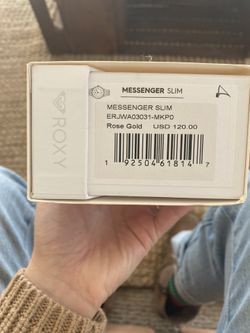 ROXY
MESSENGER SLIM
MESSENGER SLIM
ERJWA03031-MKP0
Rose Gold USD 120.00
1 92504 61814 7